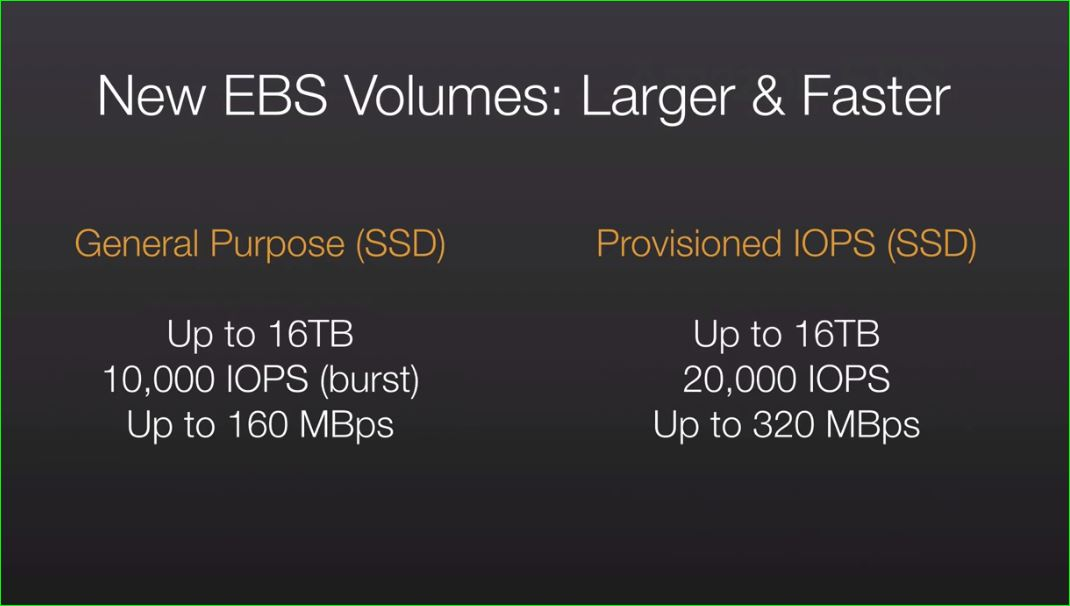 New EBS Volumes: Larger & Faster
General Purpose (SSD)
Up to 16TB
10,000 IOPS (burst)
Up to 160 MBps
Provisioned IOPS (SSD)
Up to 16TB
20,000 IOPS
Up to 320 MBps